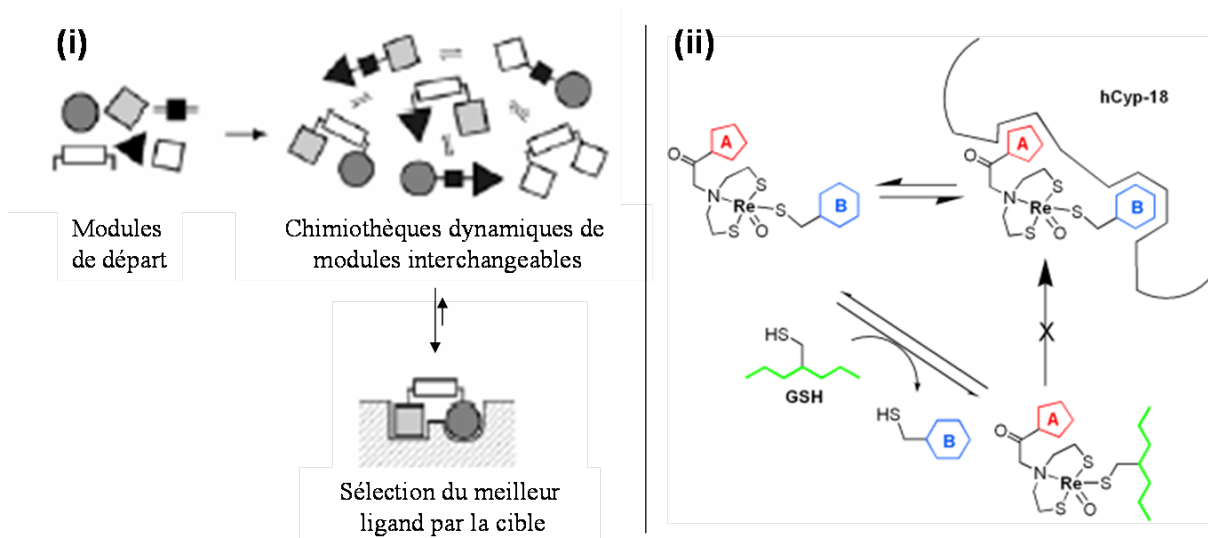 (i)
Modules
de départ
Chimiothèques dynamiques de
modules interchangeables
Sélection du meilleur
ligand par la cible
(ii)
hCyp-18
A
O
N
S
Re
S
S
O
B
A
O
N
S
Re
S
S
O
B
X
HS
GSH
HS
B
A
O
N
S
Re
S
S
O